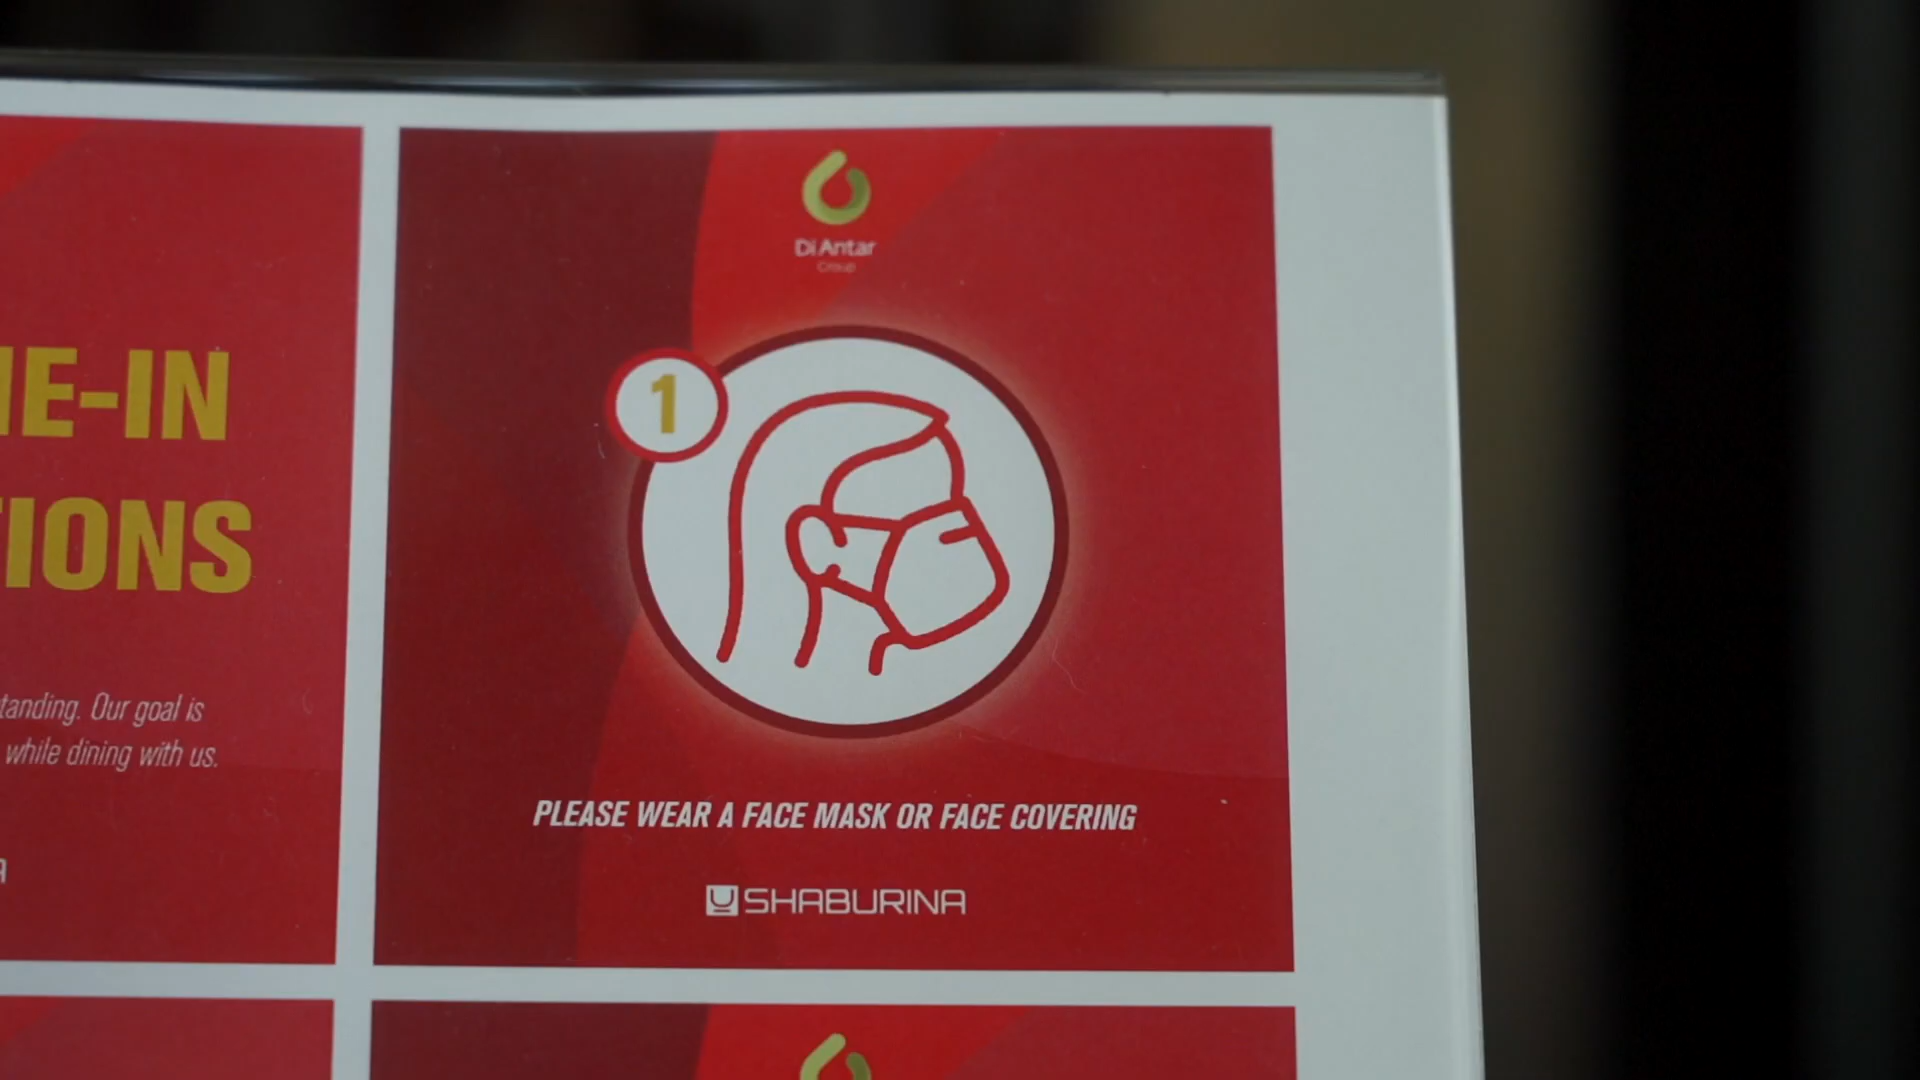 IE-IN
TIONS
tanding. Our goal is
while dining with us.
Di Antar
Group
1
PLEASE WEAR A FACE MASK OR FACE COVERING
SHABURINA